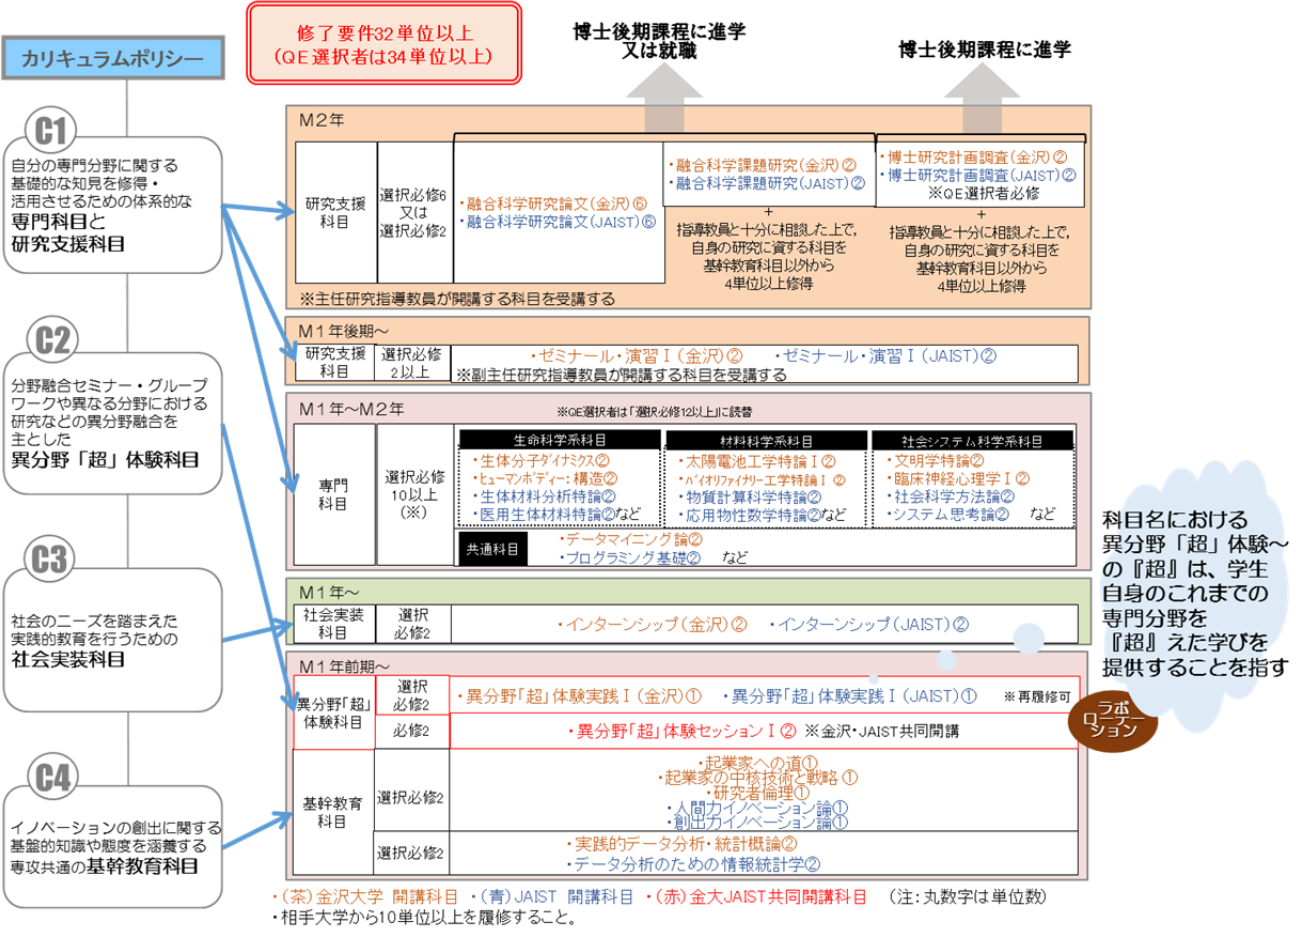 修了要件32単位以上
(QE選択者は34単位以上)
博士後期課程に進学
又は就職
博士後期課程に進学
カリキュラムポリシー
C1
自分の専門分野に関する
基礎的な知見を修得・
活用させるための体系的な
専門科目と
研究支援科目
C2
分野融合セミナー・グループ
ワークや異なる分野における
研究などの異分野融合を
主とした
異分野「超」体験科目
C3
社会のニーズを踏まえた
実践的教育を行うための
社会実装科目
C4
イノベーションの創出に関する
基盤的知識や態度を涵養する
専攻共通の基幹教育科目
M2年
研究支援
科目
選択必修6
又は
選択必修2
・融合科学研究論文(金沢)⑥
・融合科学研究論文(JAIST)⑥
・融合科学課題研究(金沢)②
・融合科学課題研究(JAIST)②
+
指導教員と十分に相談した上で,
自身の研究に資する科目を
基幹教育科目以外から
4単位以上修得
・博士研究計画調査(金沢)②
・博士研究計画調査(JAIST)②
※QE選択者必修
+
指導教員と十分に相談した上で,
自身の研究に資する科目を
基幹教育科目以外から
4単位以上修得
※主任研究指導教員が開講する科目を受講する
M1年後期～
研究支援
科目
選択必修
2以上
・ゼミナール・演習Ⅰ(金沢)②
・ゼミナール・演習Ⅰ(JAIST)②
※副主任研究指導教員が開講する科目を受講する
M1年～M2年
※QE選択者は「選択必修12以上」に読替
専門
科目
選択必修
10以上
(※)
生命科学系科目
・生体分子ダイナミクス②
・ヒューマンボディー:構造②
・生体材料分析特論②
・医用生体材料特論②など
材料科学系科目
・太陽電池工学特論Ⅰ②
・バイオリファイナリー工学特論Ⅰ②
・物質計算科学特論②
・応用物性数学特論②など
社会システム科学系科目
・文明学特論②
・臨床神経心理学Ⅰ②
・社会科学方法論②
・システム思考論② など
共通科目
・データマイニング論②
・プログラミング基礎② など
M1年～
社会実装
科目
選択
必修2
・インターンシップ(金沢)②
・インターンシップ(JAIST)②
M1年前期～
異分野「超」
体験科目
選択
必修2
・異分野「超」体験実践Ⅰ(金沢)①
・異分野「超」体験実践Ⅰ(JAIST)①
※再履修可
必修2
・異分野「超」体験セッションⅠ② ※金沢・JAIST共同開講
基幹教育
科目
選択必修2
・起業家への道①
・起業家の中核技術と戦略①
・研究者倫理①
・人間力イノベーション論①
・創出力イノベーション論①
選択必修2
・実践的データ分析・統計概論②
・データ分析のための情報統計学②
科目名における
異分野「超」体験～
の『超』は、学生
自身のこれまでの
専門分野を
『超』えた学びを
提供することを指す
ラボ
ローテー
ション
・(茶)金沢大学 開講科目 ・(青)JAIST 開講科目 ・(赤)金大JAIST共同開講科目 (注:丸数字は単位数)
・相手大学から10単位以上を履修すること。